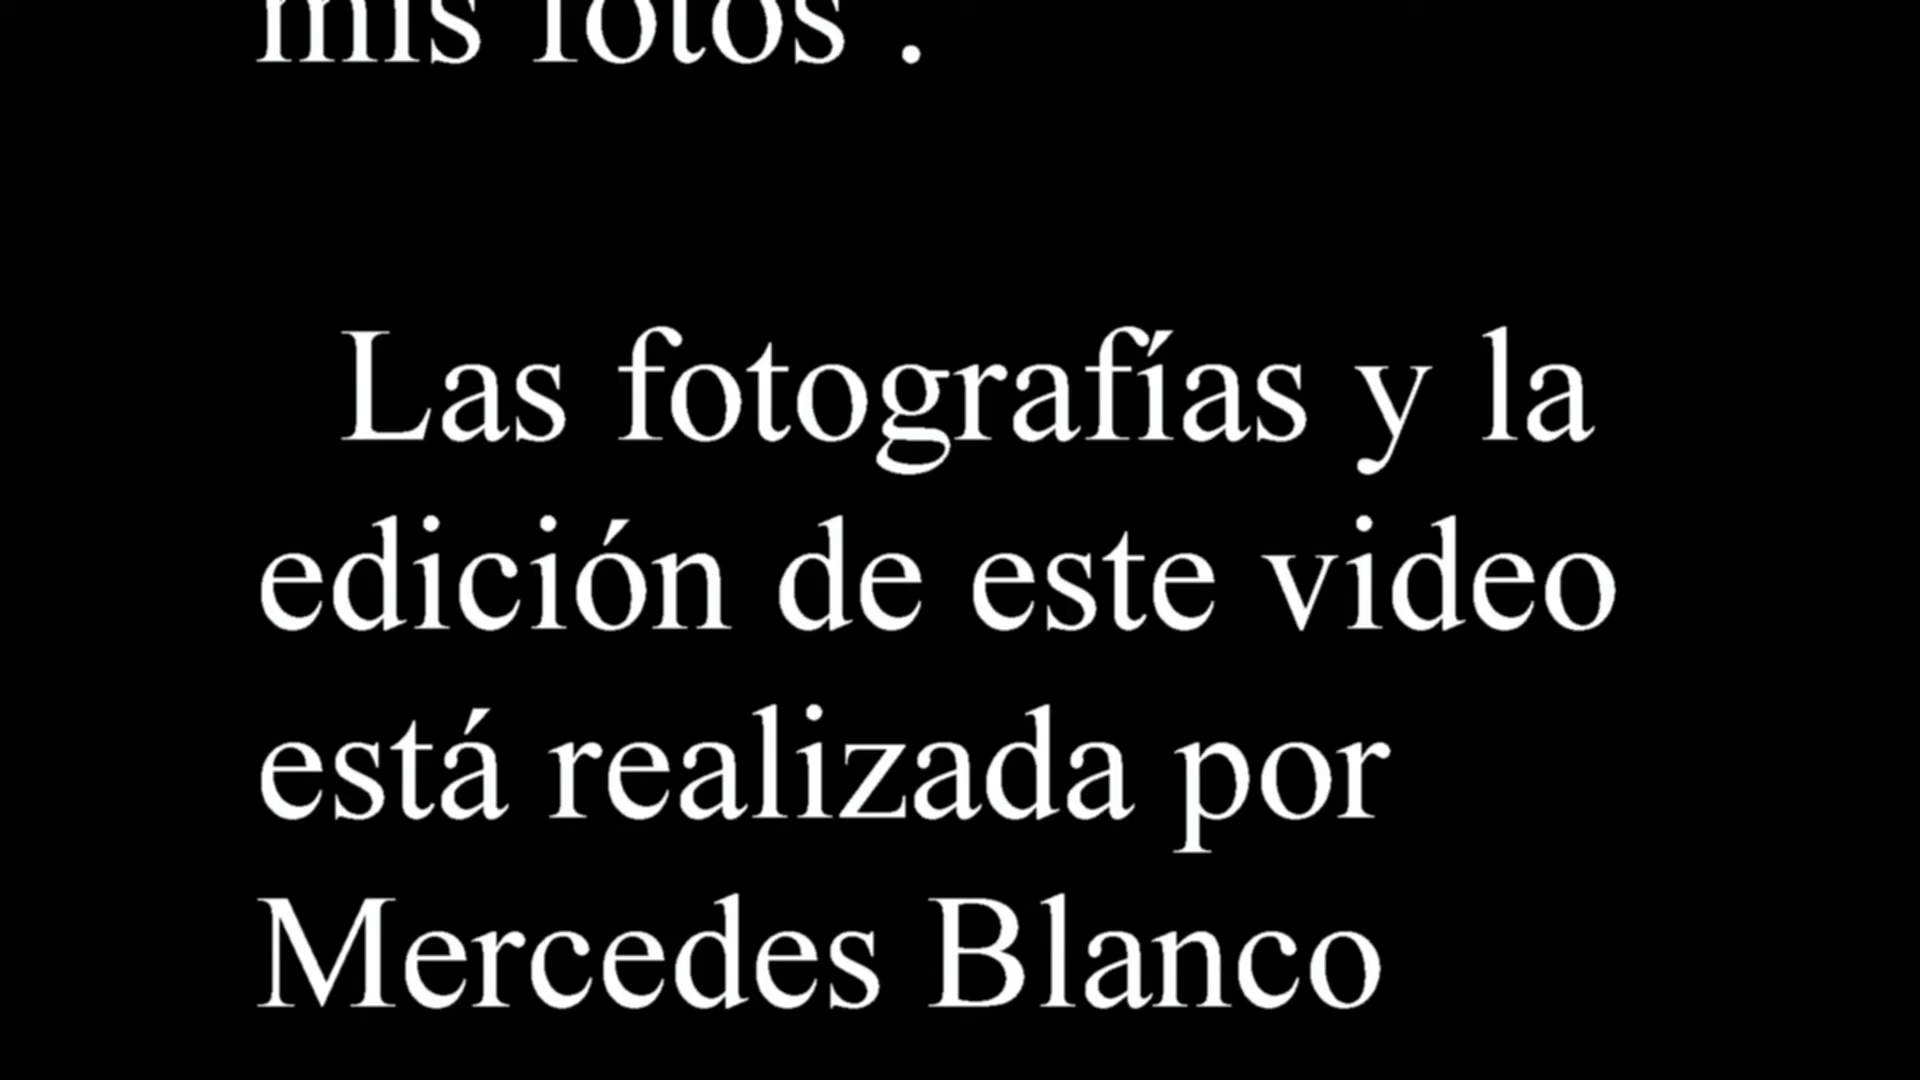 mis fotos .
Las fotografías y la
edición de este video
está realizada por
Mercedes Blanco